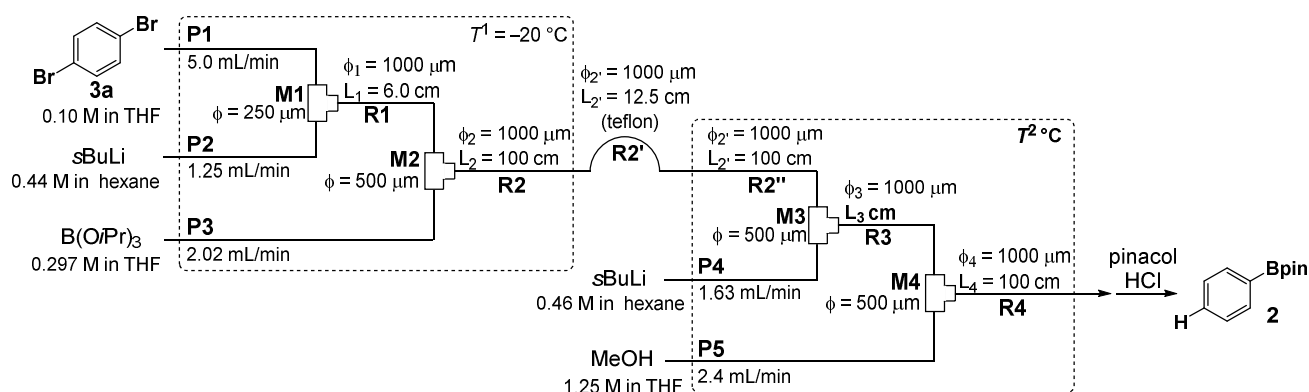 Br
Br
3a
0.10 M in THF
P1
5.0 mL/min
sBuLi
0.44 M in hexane
P2
1.25 mL/min
B(OiPr)3
0.297 M in THF
P3
2.02 mL/min
T¹ = –20 °C
M1
ϕ = 250 μm
ϕ1 = 1000 μm
L1 = 6.0 cm
R1
M2
ϕ = 500 μm
ϕ2 = 1000 μm
L2 = 100 cm
R2
ϕ2' = 1000 μm
L2' = 12.5 cm
(teflon)
R2'
T² °C
ϕ2' = 1000 μm
L2' = 100 cm
R2''
M3
ϕ = 500 μm
ϕ3 = 1000 μm
L3 cm
R3
sBuLi
0.46 M in hexane
P4
1.63 mL/min
M4
ϕ = 500 μm
ϕ4 = 1000 μm
L4 = 100 cm
R4
MeOH
1.25 M in THF
P5
2.4 mL/min
pinacol
HCl
Bpin
H
2